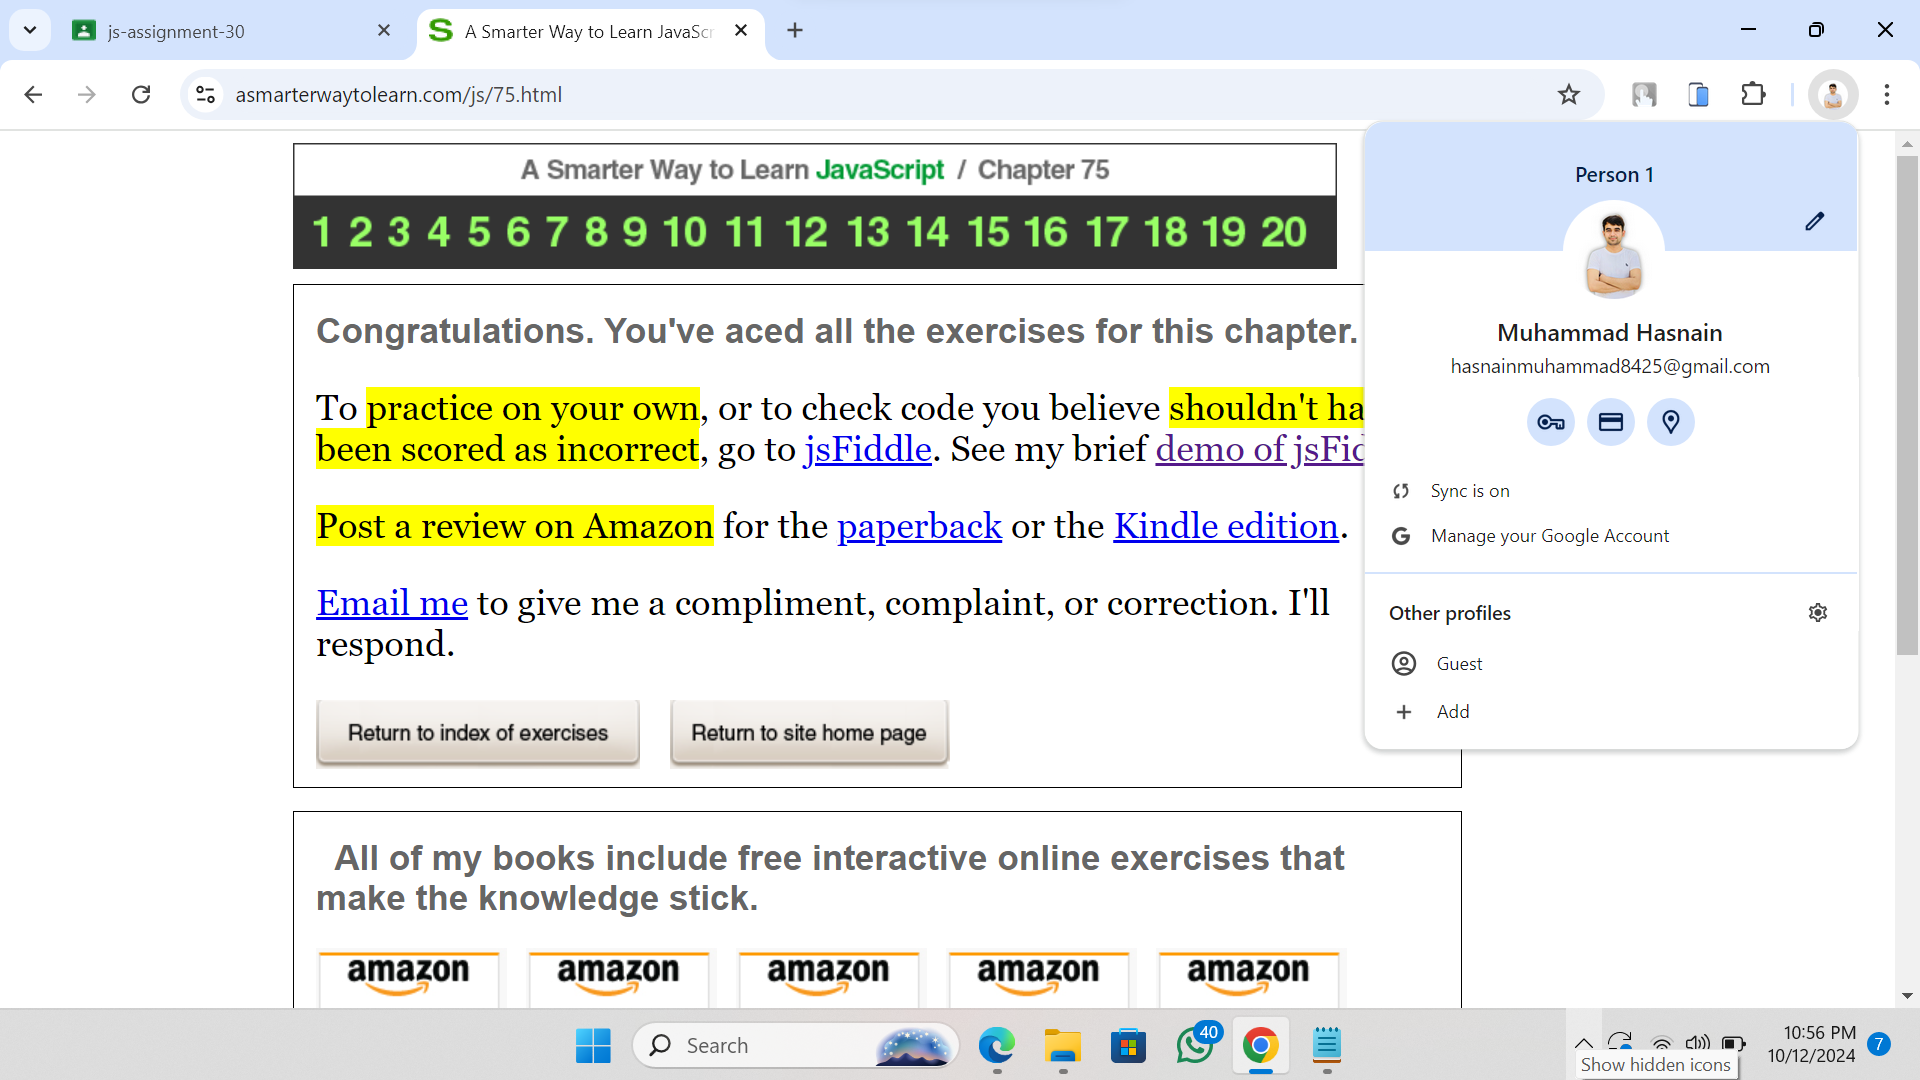 js-assignment-30
A Smarter Way to Learn JavaScr
asmarterwaytolearn.com/js/75.html
A Smarter Way to Learn JavaScript / Chapter 75
1 2 3 4 5 6 7 8 9 10 11 12 13 14 15 16 17 18 19 20
Congratulations. You've aced all the exercises for this chapter.
To practice on your own, or to check code you believe shouldn't ha
been scored as incorrect, go to jsFiddle. See my brief demo of jsFid
Post a review on Amazon for the paperback or the Kindle edition.
Email me to give me a compliment, complaint, or correction. I'll
respond.
Return to index of exercises
Return to site home page
Person 1
Muhammad Hasnain
hasnainmuhammad8425@gmail.com
Sync is on
Manage your Google Account
Other profiles
Guest
Add
All of my books include free interactive online exercises that
make the knowledge stick.
amazon amazon amazon amazon amazon
Search
40
10:56 PM
10/12/2024
7
Show hidden icons